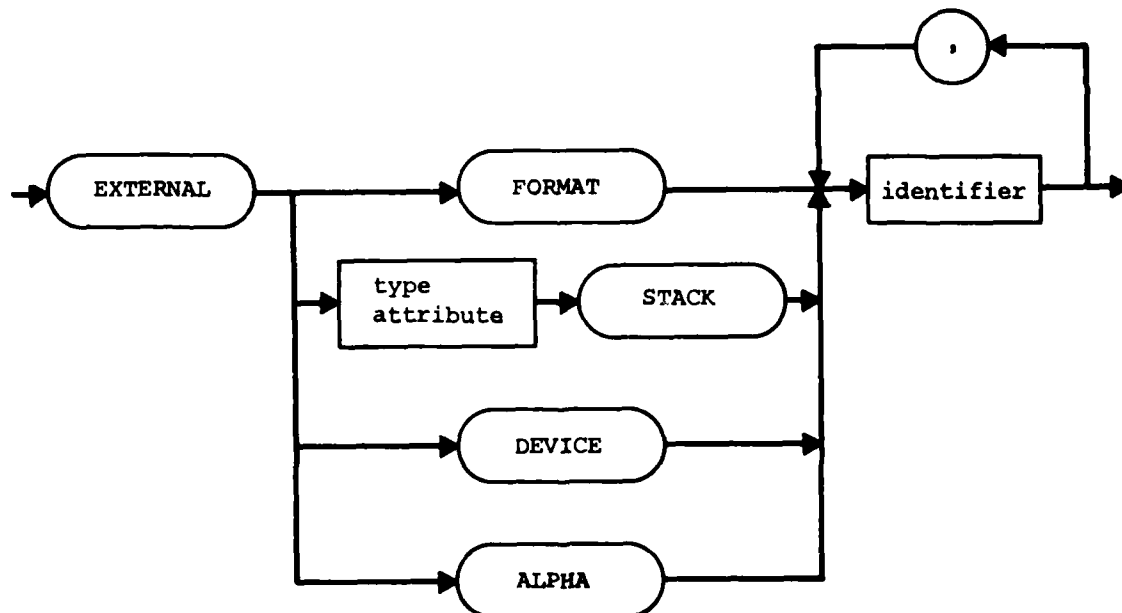 ,
EXTERNAL
FORMAT
identifier
type
attribute
STACK
DEVICE
ALPHA